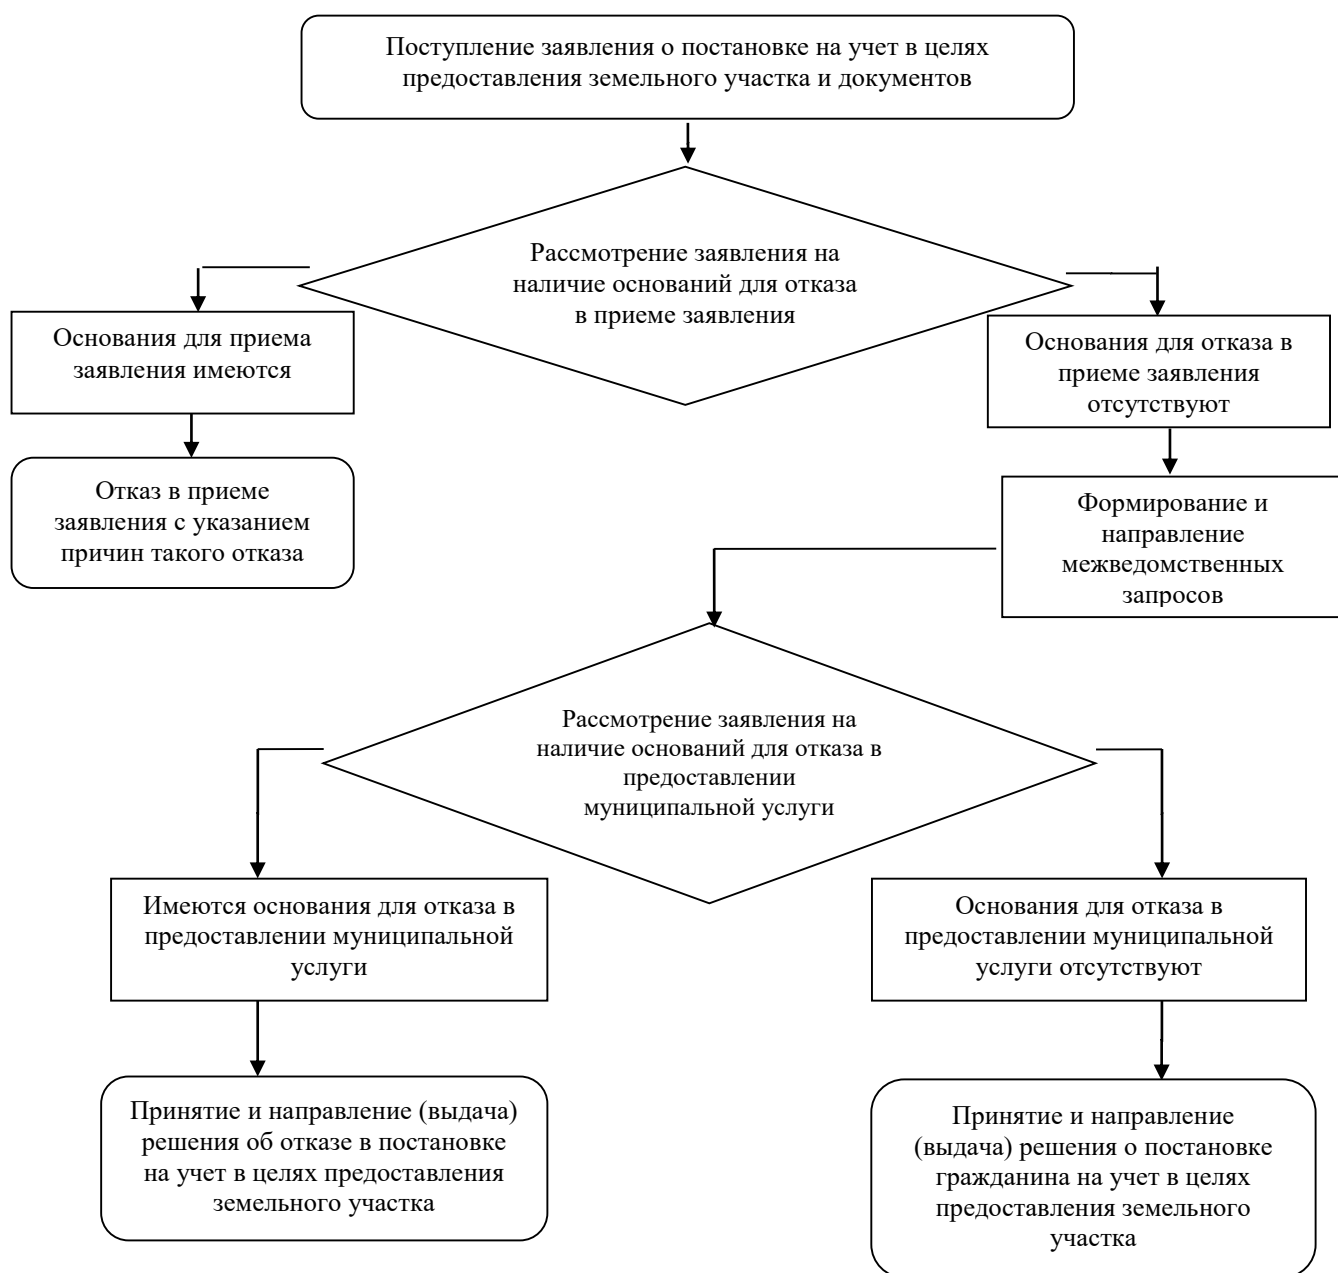 Поступление заявления о постановке на учет в целях
предоставления земельного участка и документов
Рассмотрение заявления на
наличие оснований для отказа
в приеме заявления
Основания для приема
заявления имеются
Основания для отказа в
приеме заявления
отсутствуют
Отказ в приеме
заявления с указанием
причин такого отказа
Формирование и
направление
межведомственных
запросов
Рассмотрение заявления на
наличие оснований для отказа в
предоставлении
муниципальной услуги
Имеются основания для отказа в
предоставлении муниципальной
услуги
Основания для отказа в
предоставлении муниципальной
услуги отсутствуют
Принятие и направление (выдача)
решения об отказе в постановке
на учет в целях предоставления
земельного участка
Принятие и направление
(выдача) решения о постановке
гражданина на учет в целях
предоставления земельного
участка